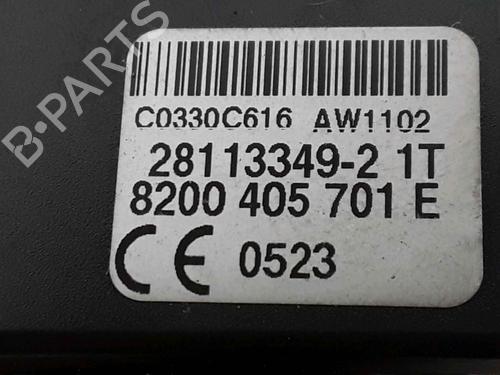 B-PARTS
C0330C616 AW1102
28113349-2 1T
8200 405 701 E
CE 0523